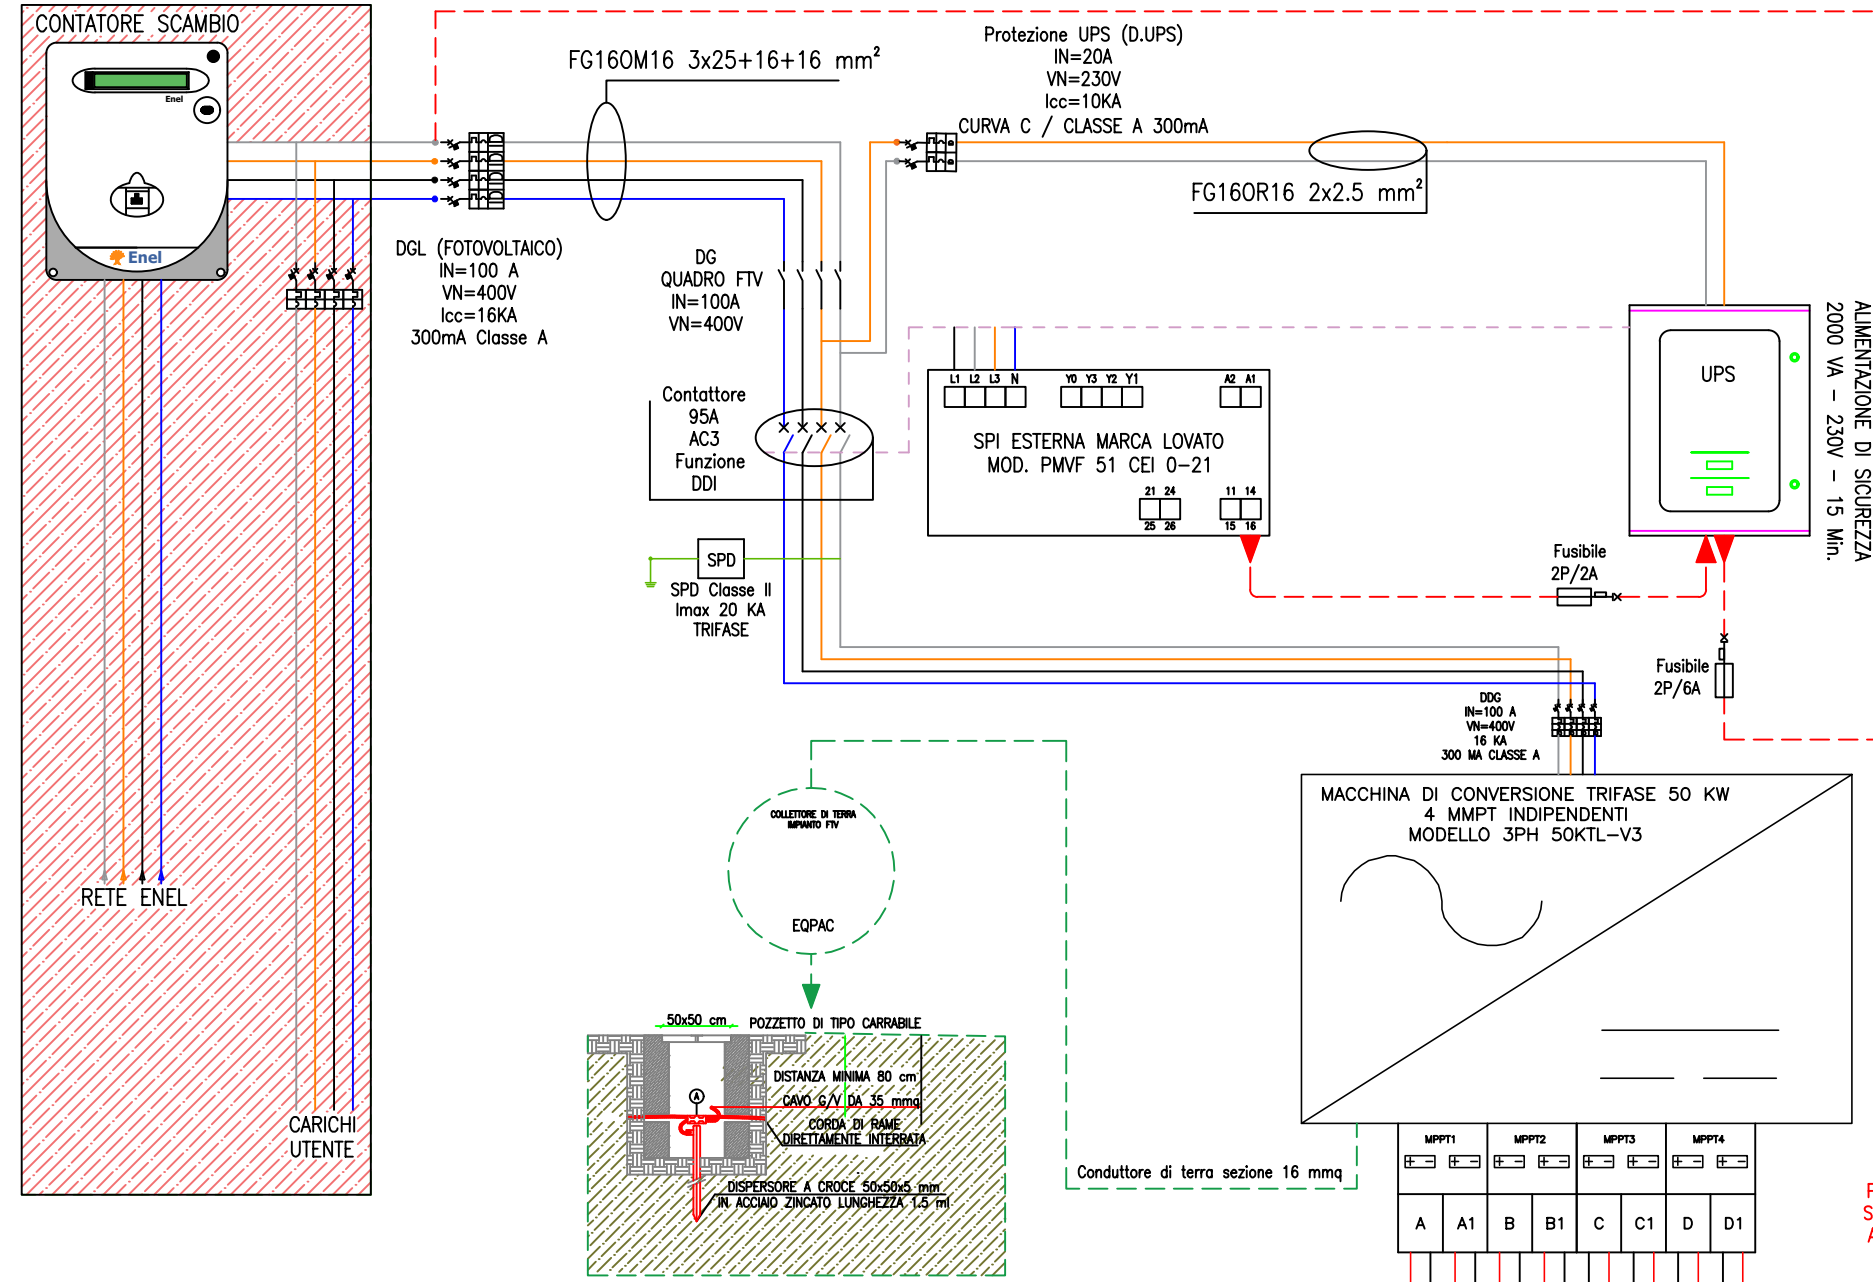 CONTATORE SCAMBIO
Enel
Enel
RETE ENEL
CARICHI
UTENTE
FG16OM16 3x25+16+16 mm²
DGL (FOTOVOLTAICO)
IN=100 A
VN=400V
Icc=16KA
300mA Classe A
DG
QUADRO FTV
IN=100A
VN=400V
Contattore
95A
AC3
Funzione
DDI
SPD
SPD Classe II
Imax 20 KA
TRIFASE
Protezione UPS (D.UPS)
IN=20A
VN=230V
Icc=10KA
CURVA C / CLASSE A 300mA
FG16OR16 2x2.5 mm²
L1 L2 L3 N Y0 Y3 Y2 Y1 A2 A1
SPI ESTERNA MARCA LOVATO
MOD. PMVF 51 CEI 0-21
21 24 11 14
25 26 15 16
UPS
ALIMENTAZIONE DI SICUREZZA
2000 VA - 230V - 15 Min.
Fusibile
2P/2A
Fusibile
2P/6A
DDG
IN=100 A
VN=400V
16 KA
300 MA CLASSE A
MACCHINA DI CONVERSIONE TRIFASE 50 KW
4 MMPT INDIPENDENTI
MODELLO 3PH 50KTL-V3
COLLETTORE DI TERRA
IMPIANTO FTV
EQPAC
50x50 cm
POZZETTO DI TIPO CARRABILE
DISTANZA MINIMA 80 cm
CAVO G/V DA 35 mmq
A
CORDA DI RAME
DIRETTAMENTE INTERRATA
DISPERSORE A CROCE 50x50x5 mm
IN ACCIAIO ZINCATO LUNGHEZZA 1.5 ml
Conduttore di terra sezione 16 mmq
MPPT1 MPPT2 MPPT3 MPPT4
+ - + - + - + - + - + - + - + -
A A1 B B1 C C1 D D1